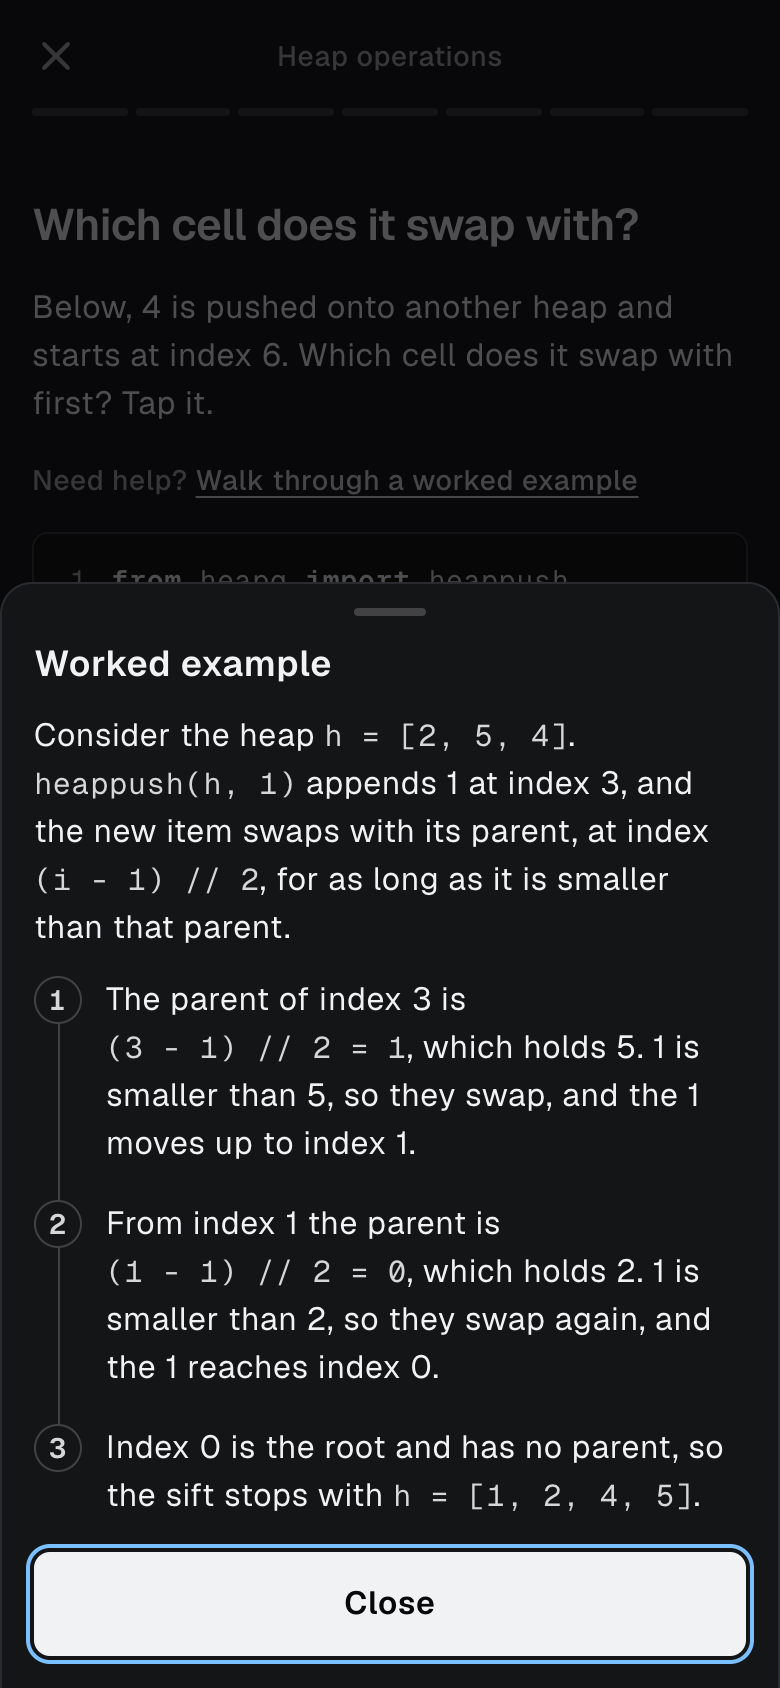 Heap operations
Which cell does it swap with?
Below, 4 is pushed onto another heap and
starts at index 6. Which cell does it swap with
first? Tap it.
Need help? Walk through a worked example
1 from heapq import heappush
Worked example
Consider the heap h = [2, 5, 4].
heappush(h, 1) appends 1 at index 3, and
the new item swaps with its parent, at index
(i - 1) // 2, for as long as it is smaller
than that parent.
1 The parent of index 3 is
(3 - 1) // 2 = 1, which holds 5. 1 is
smaller than 5, so they swap, and the 1
moves up to index 1.
2 From index 1 the parent is
(1 - 1) // 2 = 0, which holds 2. 1 is
smaller than 2, so they swap again, and
the 1 reaches index 0.
3 Index 0 is the root and has no parent, so
the sift stops with h = [1, 2, 4, 5].
Close